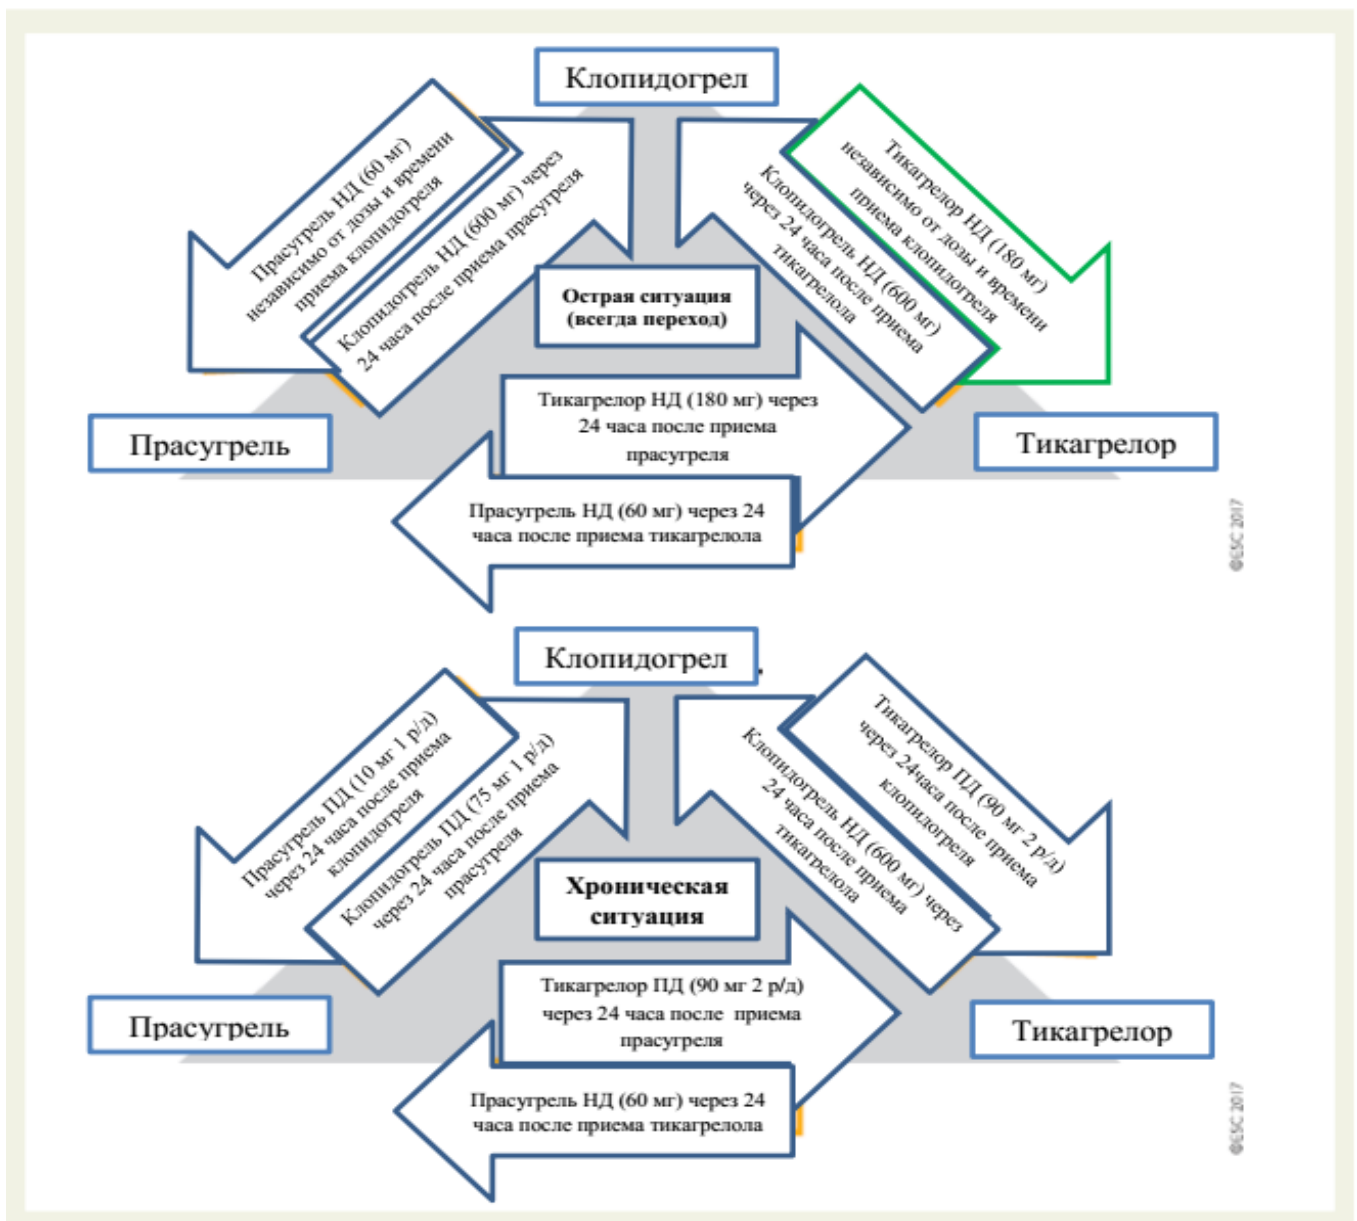 Клопидогрел
Прасугрель НД (60 мг)
независимо от дозы и времени
приема клопидогреля
Клопидогрель НД (600 мг) через
24 часа после приема прасугреля
Клопидогрель НД (600 мг)
через 24 часа после приема
тикагрелола
Тикагрелор НД (180 мг)
независимо от дозы и времени
приема клопидогреля
Острая ситуация
(всегда переход)
Тикагрелор НД (180 мг) через
24 часа после приема
прасугреля
Прасугрель
Тикагрелор
Прасугрель НД (60 мг) через 24
часа после приема тикагрелола
©ESC 2017
Клопидогрел
.
Прасугрель ПД (10 мг 1 р/д)
через 24 часа после приема
клопидогреля
Клопидогрель ПД (75 мг 1 р/д)
через 24 часа после приема
прасугреля
Клопидогрель НД (600 мг) через
24 часа после приема
тикагрелола
Тикагрелор ПД (90 мг 2 р/д)
через 24часа после приема
клопидогреля
Хроническая
ситуация
Тикагрелор ПД (90 мг 2 р/д)
через 24 часа после приема
прасугреля
Прасугрель
Тикагрелор
Прасугрель НД (60 мг) через 24
часа после приема тикагрелола
©ESC 2017